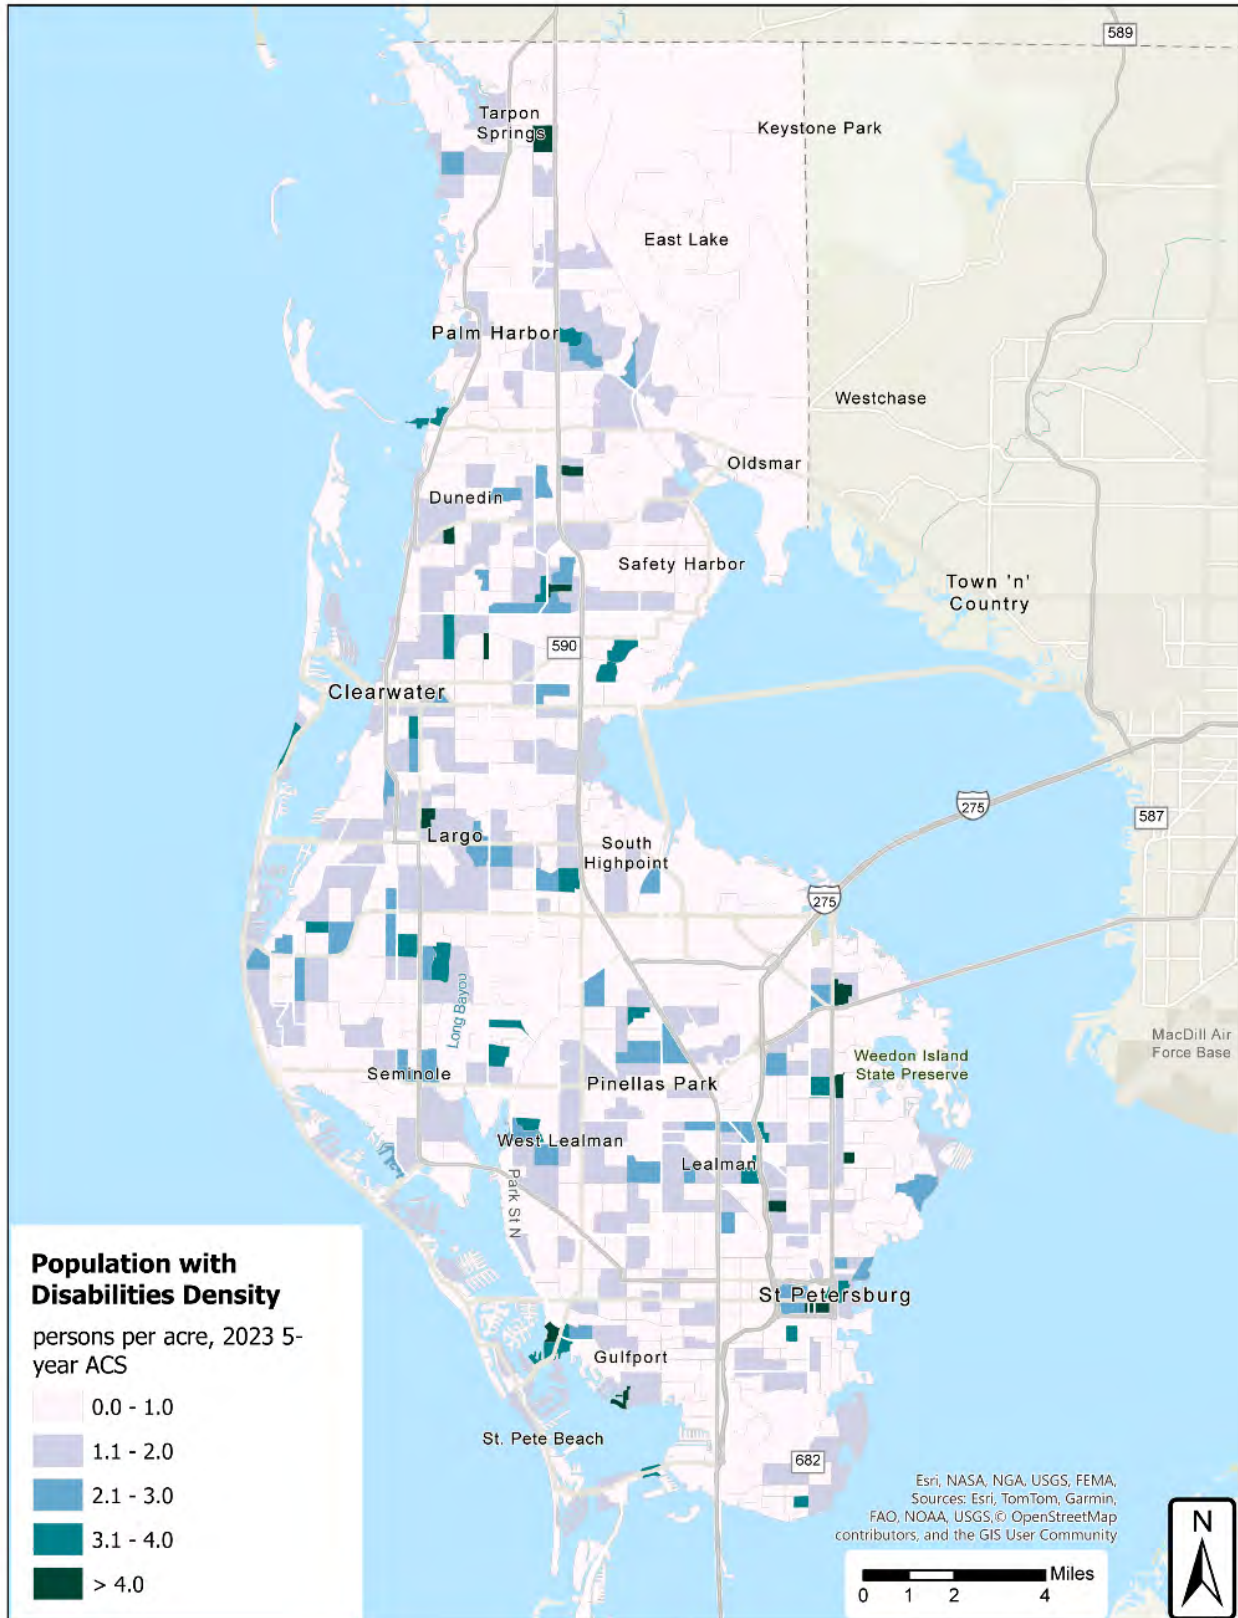 589
Tarpon
Springs
Keystone Park
East Lake
Palm Harbor
Westchase
Oldsmar
Dunedin
Safety Harbor
Town 'n'
Country
590
Clearwater
275
587
Largo
South
Highpoint
275
Long Bayou
MacDill Air
Force Base
Weedon Island
State Preserve
Seminole
Pinellas Park
West Lealman
Lealman
Park St N
St Petersburg
Gulfport
St. Pete Beach
682
Population with
Disabilities Density
persons per acre, 2023 5-
year ACS
0.0 - 1.0
1.1 - 2.0
2.1 - 3.0
3.1 - 4.0
> 4.0
Esri, NASA, NGA, USGS, FEMA,
Sources: Esri, TomTom, Garmin,
FAO, NOAA, USGS,© OpenStreetMap
contributors, and the GIS User Community
N
Miles
0 1 2 4